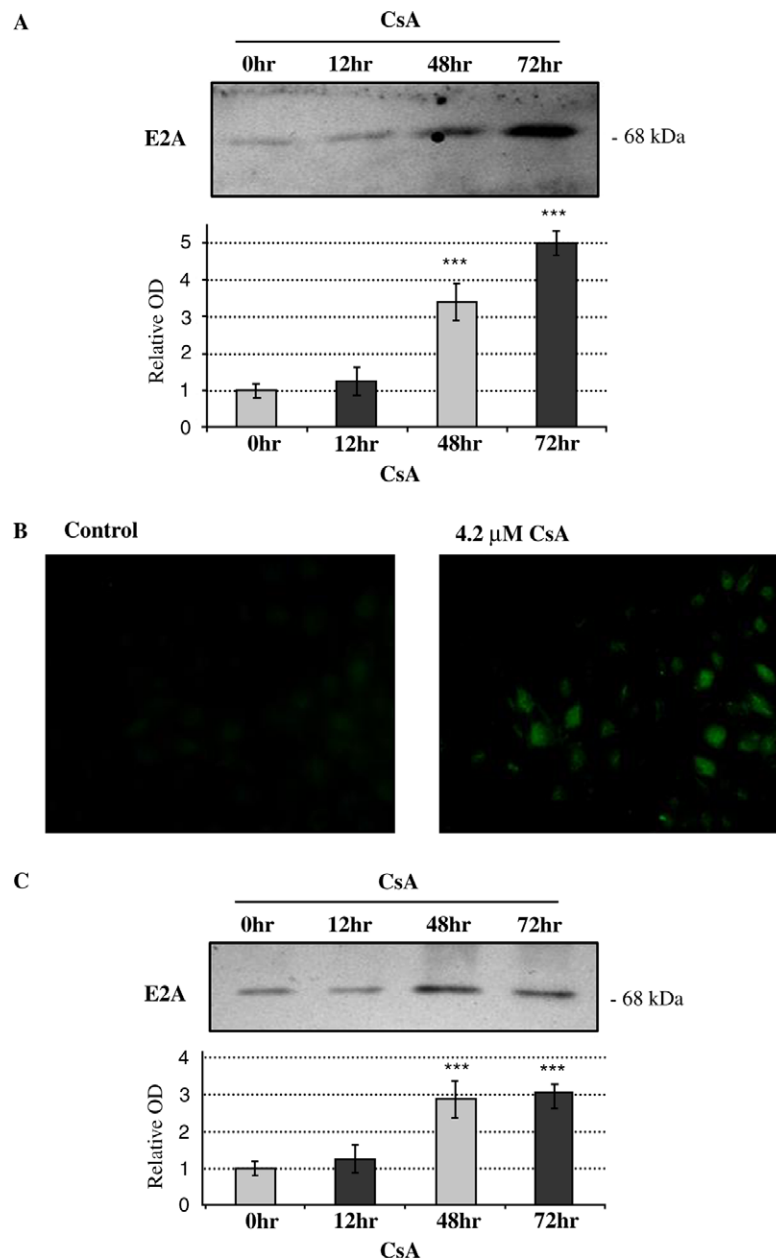 A
CsA
0hr 12hr 48hr 72hr
E2A
- 68 kDa
***
***
5
4
3
2
1
0
Relative OD
0hr 12hr 48hr 72hr
CsA
B
Control
4.2 μM CsA
C
CsA
0hr 12hr 48hr 72hr
E2A
- 68 kDa
*** ***
4
3
2
1
0
Relative OD
0hr 12hr 48hr 72hr
CsA